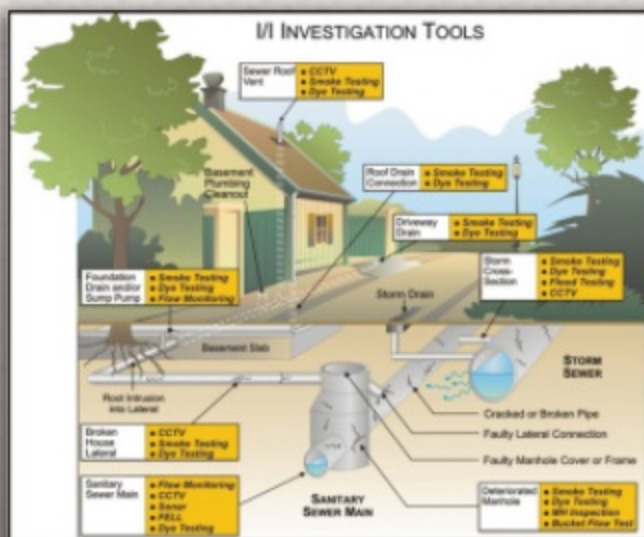 I/I INVESTIGATION TOOLS
Sewer Roof
Vent
• CCTV
• Smoke Testing
• Dye Testing
Basement
Plumbing
Cleanout
Roof Drain
Connection
• Smoke Testing
• Dye Testing
Driveway
Drain
• Smoke Testing
• Dye Testing
Foundation
Drain and/or
Sump Pump
• Smoke Testing
• Dye Testing
• Flow Monitoring
Storm
Cross-
Section
• Smoke Testing
• Dye Testing
• Flood Testing
• CCTV
Storm Drain
Basement Slab
STORM
SEWER
Root Intrusion
into Lateral
Cracked or Broken Pipe
Faulty Lateral Connection
Faulty Manhole Cover or Frame
Broken
House
Lateral
• CCTV
• Smoke Testing
• Dye Testing
Sanitary
Sewer Main
• Flow Monitoring
• CCTV
• Sonar
• FELL
• Dye Testing
SANITARY
SEWER MAIN
Deteriorated
Manhole
• Smoke Testing
• Dye Testing
• MH Inspection
• Bucket Flow Test